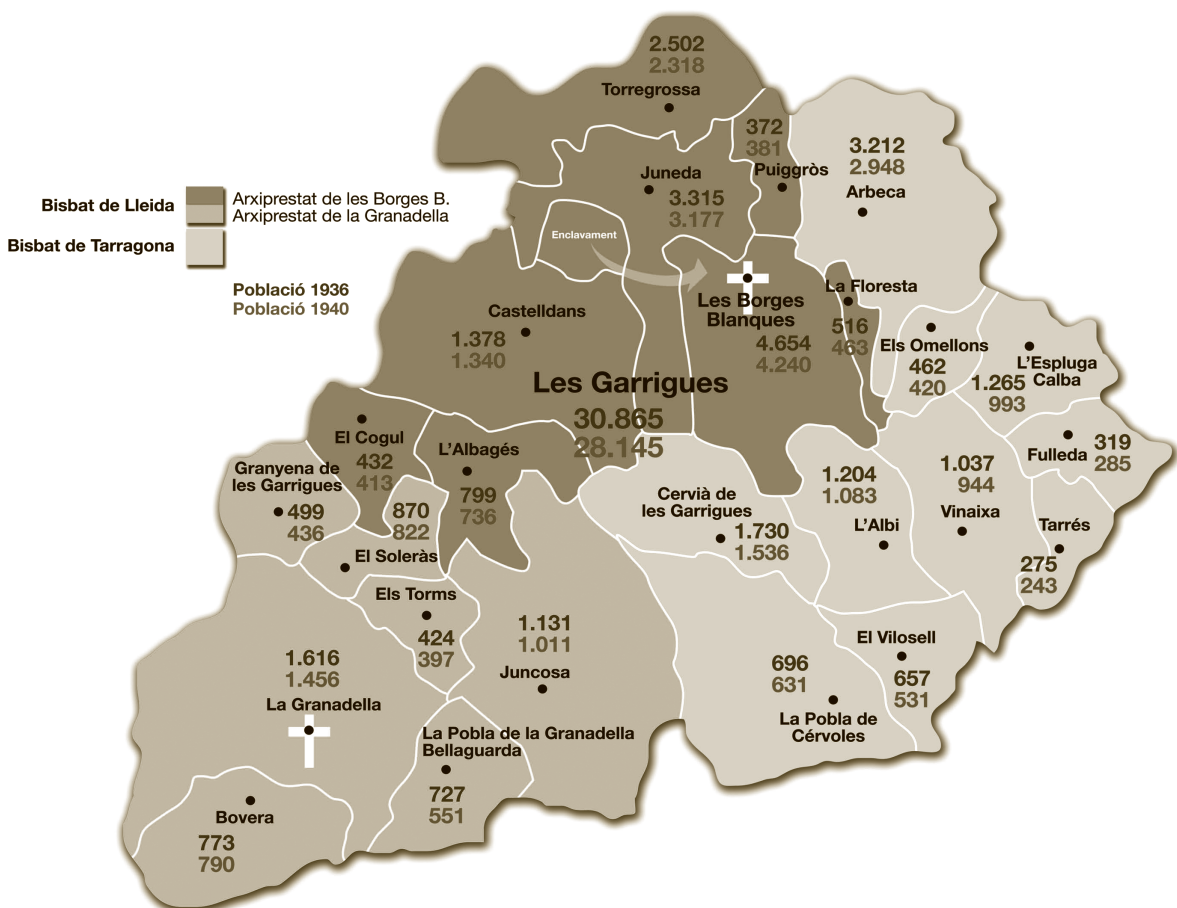 2.502
2.318
Torregrossa
372
381
Puiggròs
3.212
2.948
Arbeca
Juneda
3.315
3.177
Bisbat de Lleida
Arxiprestat de les Borges B.
Arxiprestat de la Granadella
Bisbat de Tarragona
Població 1936
Població 1940
Enclavament
Les Borges
Blanques
4.654
4.240
La Floresta
516
463
Castelldans
1.378
1.340
Els Omellons
462
420
L'Espluga
Calba
1.265
993
Les Garrigues
30.865
28.145
El Cogul
432
413
L'Albagés
799
736
Granyena de
les Garrigues
499
436
870
822
El Soleràs
Cervià de
les Garrigues
1.730
1.536
1.204
1.083
L'Albi
1.037
944
Vinaixa
319
285
Fulleda
Tarrés
275
243
Els Torms
424
397
1.131
1.011
Juncosa
El Vilosell
657
531
696
631
La Pobla de
Cérvoles
1.616
1.456
La Granadella
La Pobla de la Granadella
Bellaguarda
727
551
Bovera
773
790